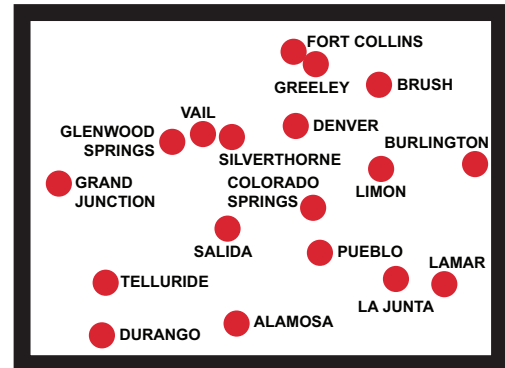 FORT COLLINS
GREELEY
BRUSH
VAIL
DENVER
GLENWOOD
SPRINGS
SILVERTHORNE
BURLINGTON
GRAND
JUNCTION
COLORADO
SPRINGS
LIMON
SALIDA
PUEBLO
LAMAR
TELLURIDE
LA JUNTA
DURANGO
ALAMOSA